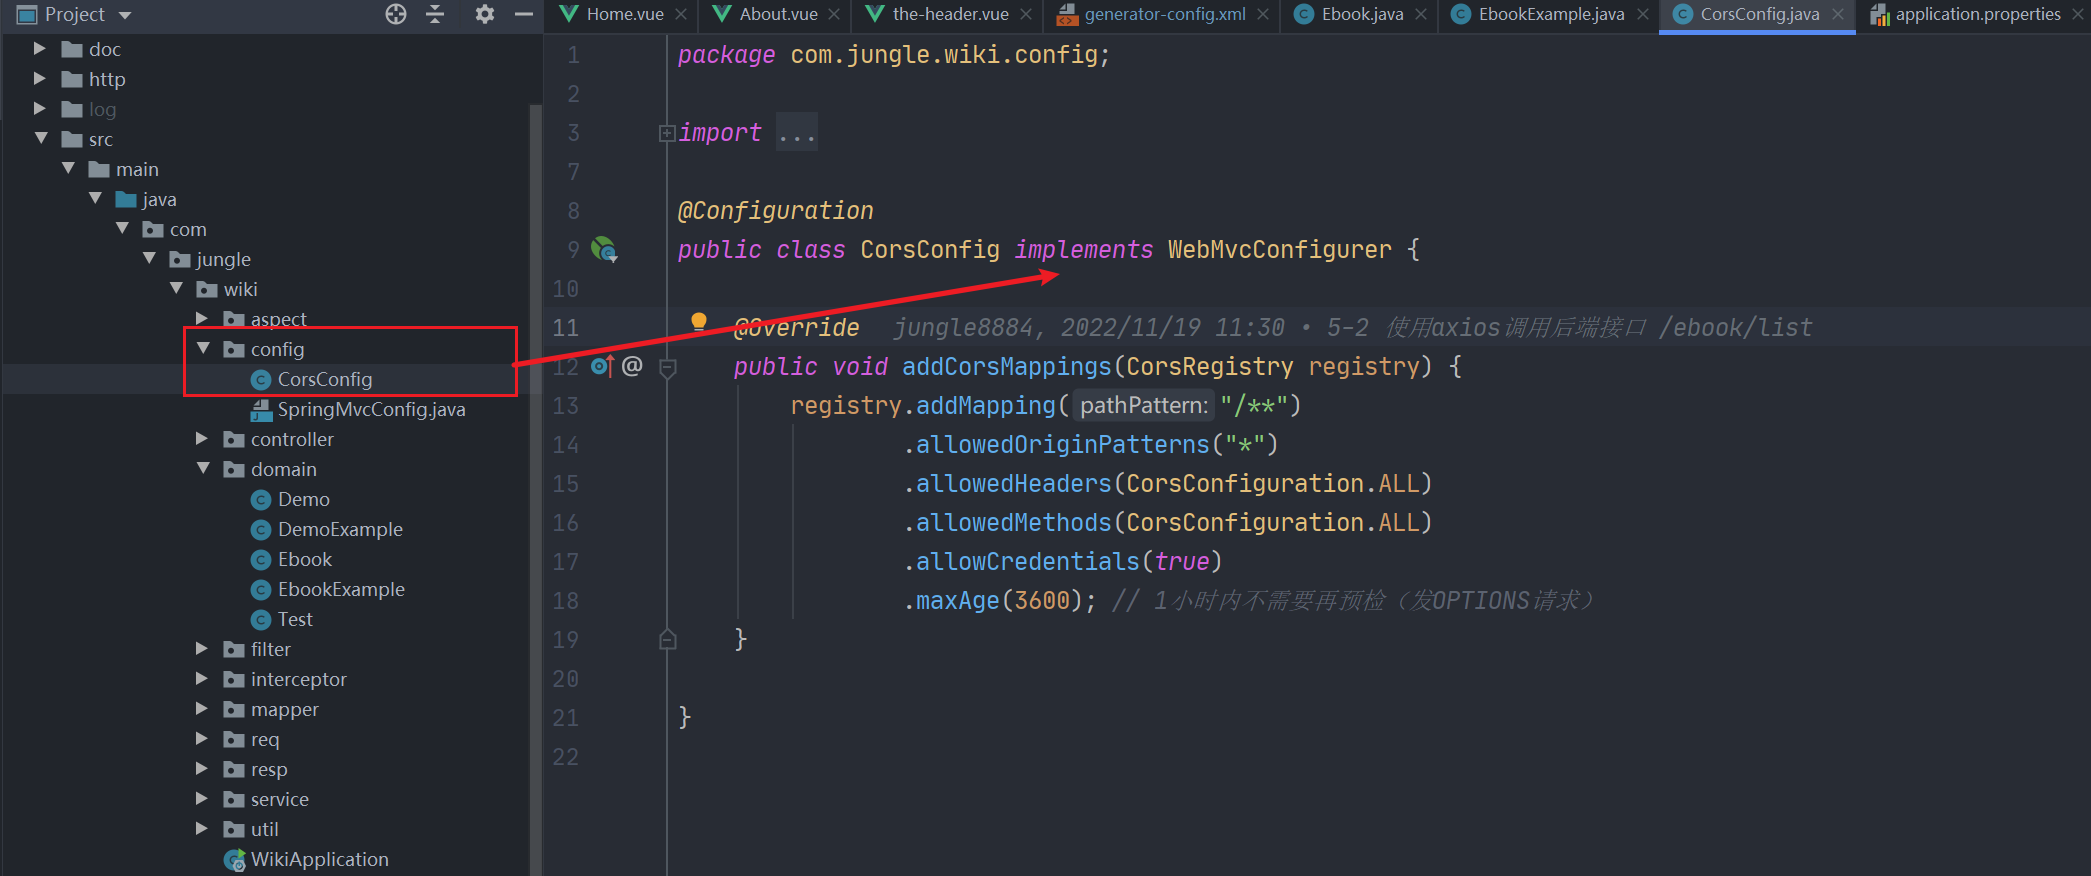 Project
doc
http
log
src
main
java
com
jungle
wiki
aspect
config
CorsConfig
SpringMvcConfig.java
controller
domain
Demo
DemoExample
Ebook
EbookExample
Test
filter
interceptor
mapper
req
resp
service
util
WikiApplication
Home.vue About.vue the-header.vue generator-config.xml Ebook.java EbookExample.java CorsConfig.java application.properties
1 package com.jungle.wiki.config;
2
3 import ...
7
8 @Configuration
9 public class CorsConfig implements WebMvcConfigurer {
10
11 @Override jungle8884, 2022/11/19 11:30 • 5-2 使用axios调用后端接口 /ebook/list
12 @ public void addCorsMappings(CorsRegistry registry) {
13 registry.addMapping( pathPattern: "/**")
14 .allowedOriginPatterns("*")
15 .allowedHeaders(CorsConfiguration.ALL)
16 .allowedMethods(CorsConfiguration.ALL)
17 .allowCredentials(true)
18 .maxAge(3600); // 1小时内不需要再预检（发OPTIONS请求）
19 }
20
21 }
22